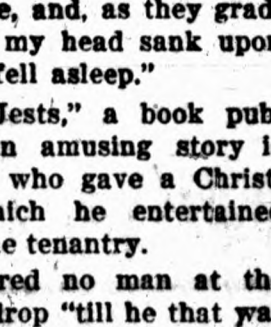 e, and, as they grad
my head sank upon
fell asleep."
Jests," a book pub
n amusing story i
who gave a Christ
hich he entertaine
e tenantry.
red no man at th
drop "till he that wa